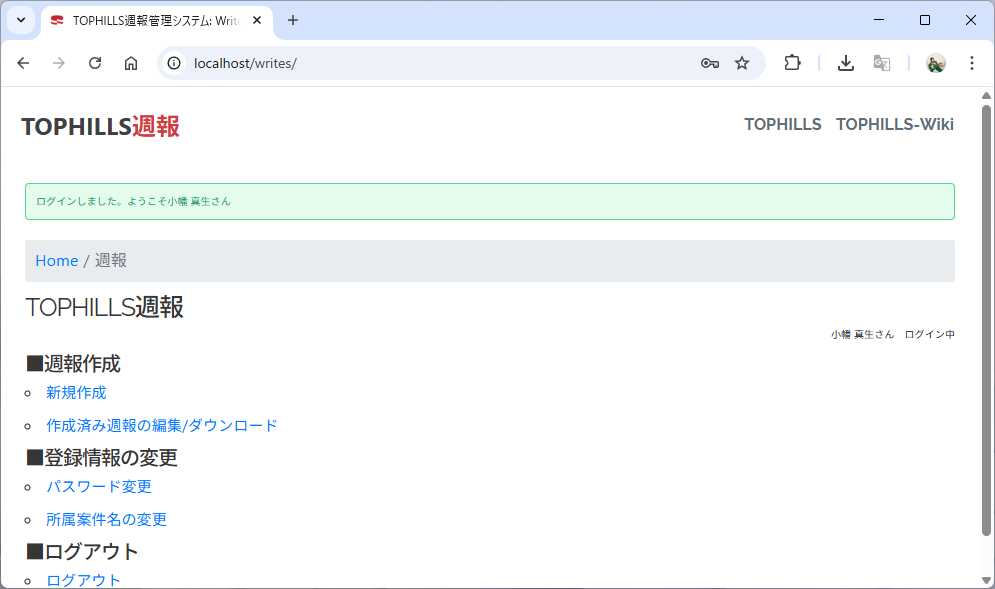 TOPHILLS週報管理システム: Write
localhost/writes/
TOPHILLS週報
TOPHILLS TOPHILLS-Wiki
ログインしました。ようこそ小幡 真生さん
Home / 週報
TOPHILLS週報
小幡 真生さん ログイン中
■週報作成
新規作成
作成済み週報の編集/ダウンロード
■登録情報の変更
パスワード変更
所属案件名の変更
■ログアウト
ログアウト